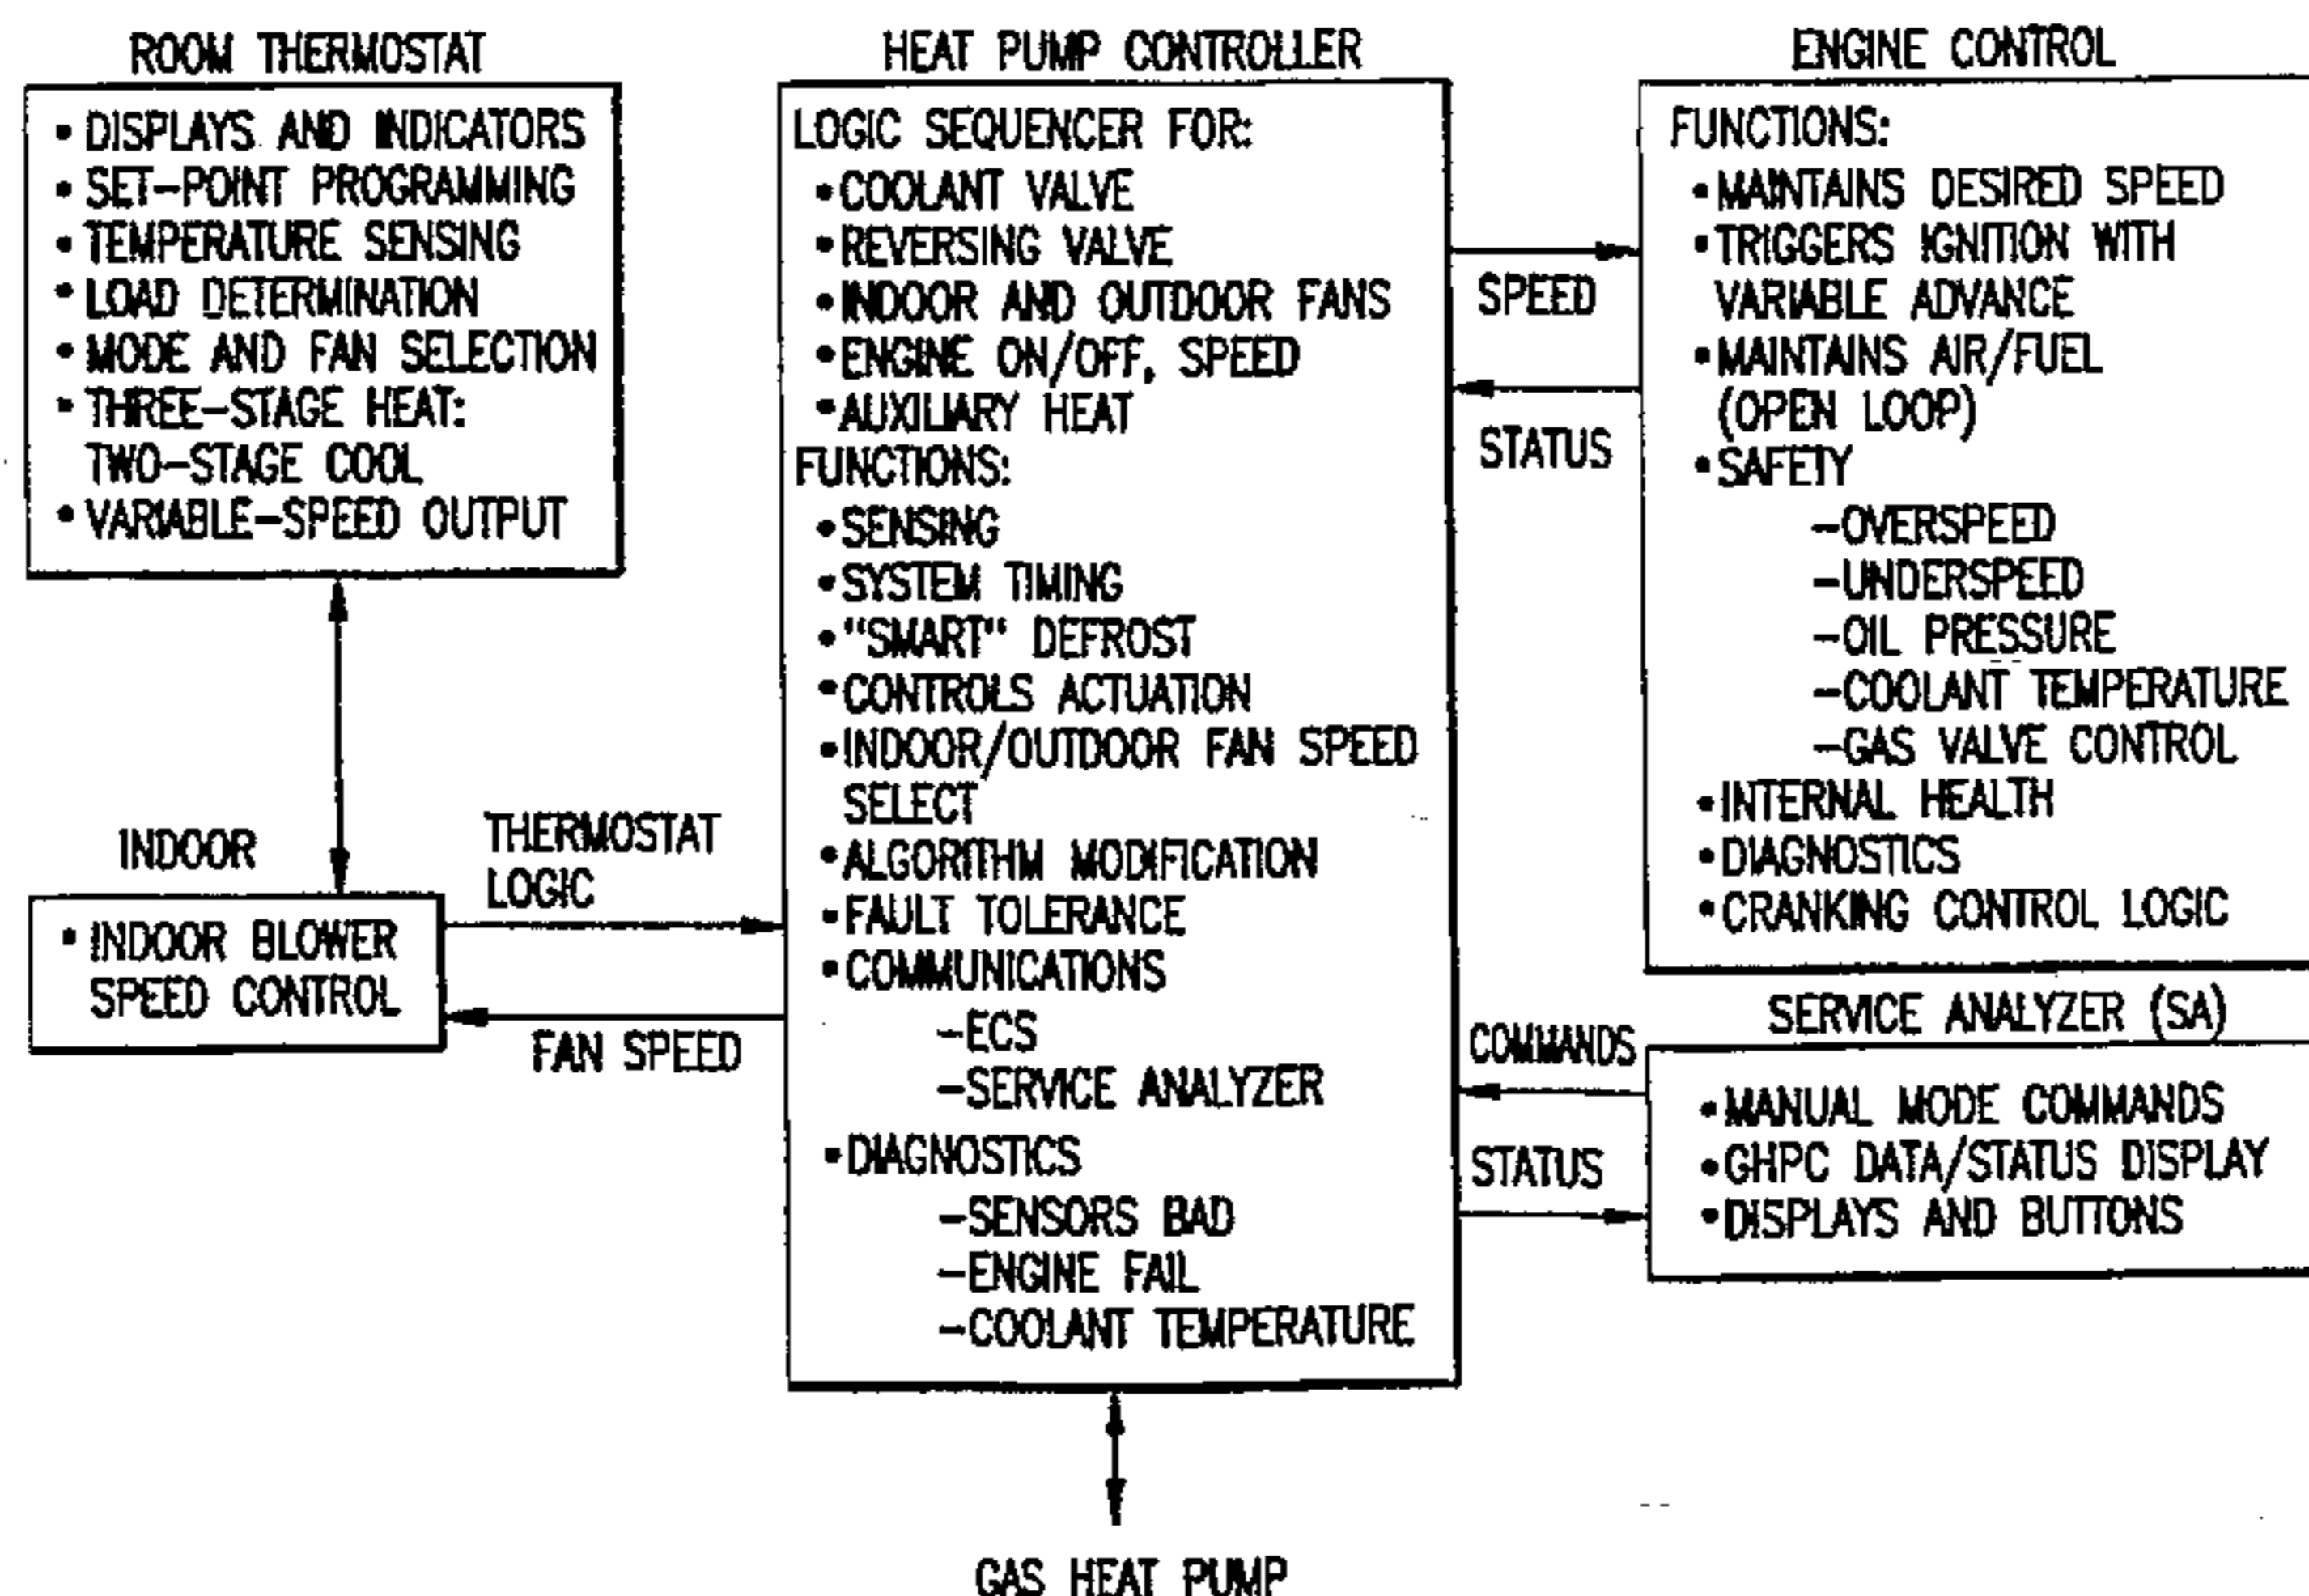 ROOM THERMOSTAT
• DISPLAYS AND INDICATORS
• SET-POINT PROGRAMMING
• TEMPERATURE SENSING
• LOAD DETERMINATION
• MODE AND FAN SELECTION
• THREE-STAGE HEAT:
TWO-STAGE COOL
• VARIABLE-SPEED OUTPUT
INDOOR
• INDOOR BLOWER
SPEED CONTROL
THERMOSTAT
LOGIC
FAN SPEED
HEAT PUMP CONTROLLER
LOGIC SEQUENCER FOR:
• COOLANT VALVE
• REVERSING VALVE
• INDOOR AND OUTDOOR FANS
• ENGINE ON/OFF, SPEED
• AUXILIARY HEAT
FUNCTIONS:
• SENSING
• SYSTEM TIMING
• "SMART" DEFROST
• CONTROLS ACTUATION
• INDOOR/OUTDOOR FAN SPEED
SELECT
• ALGORITHM MODIFICATION
• FAULT TOLERANCE
• COMMUNICATIONS
-ECS
-SERVICE ANALYZER
• DIAGNOSTICS
-SENSORS BAD
-ENGINE FAIL
-COOLANT TEMPERATURE
GAS HEAT PUMP
SPEED
STATUS
ENGINE CONTROL
FUNCTIONS:
• MAINTAINS DESIRED SPEED
• TRIGGERS IGNITION WITH
VARIABLE ADVANCE
• MAINTAINS AIR/FUEL
(OPEN LOOP)
• SAFETY
-OVERSPEED
-UNDERSPEED
-OIL PRESSURE
-COOLANT TEMPERATURE
-GAS VALVE CONTROL
• INTERNAL HEALTH
• DIAGNOSTICS
• CRANKING CONTROL LOGIC
COMMANDS
STATUS
SERVICE ANALYZER (SA)
• MANUAL MODE COMMANDS
• GHPC DATA/STATUS DISPLAY
• DISPLAYS AND BUTTONS